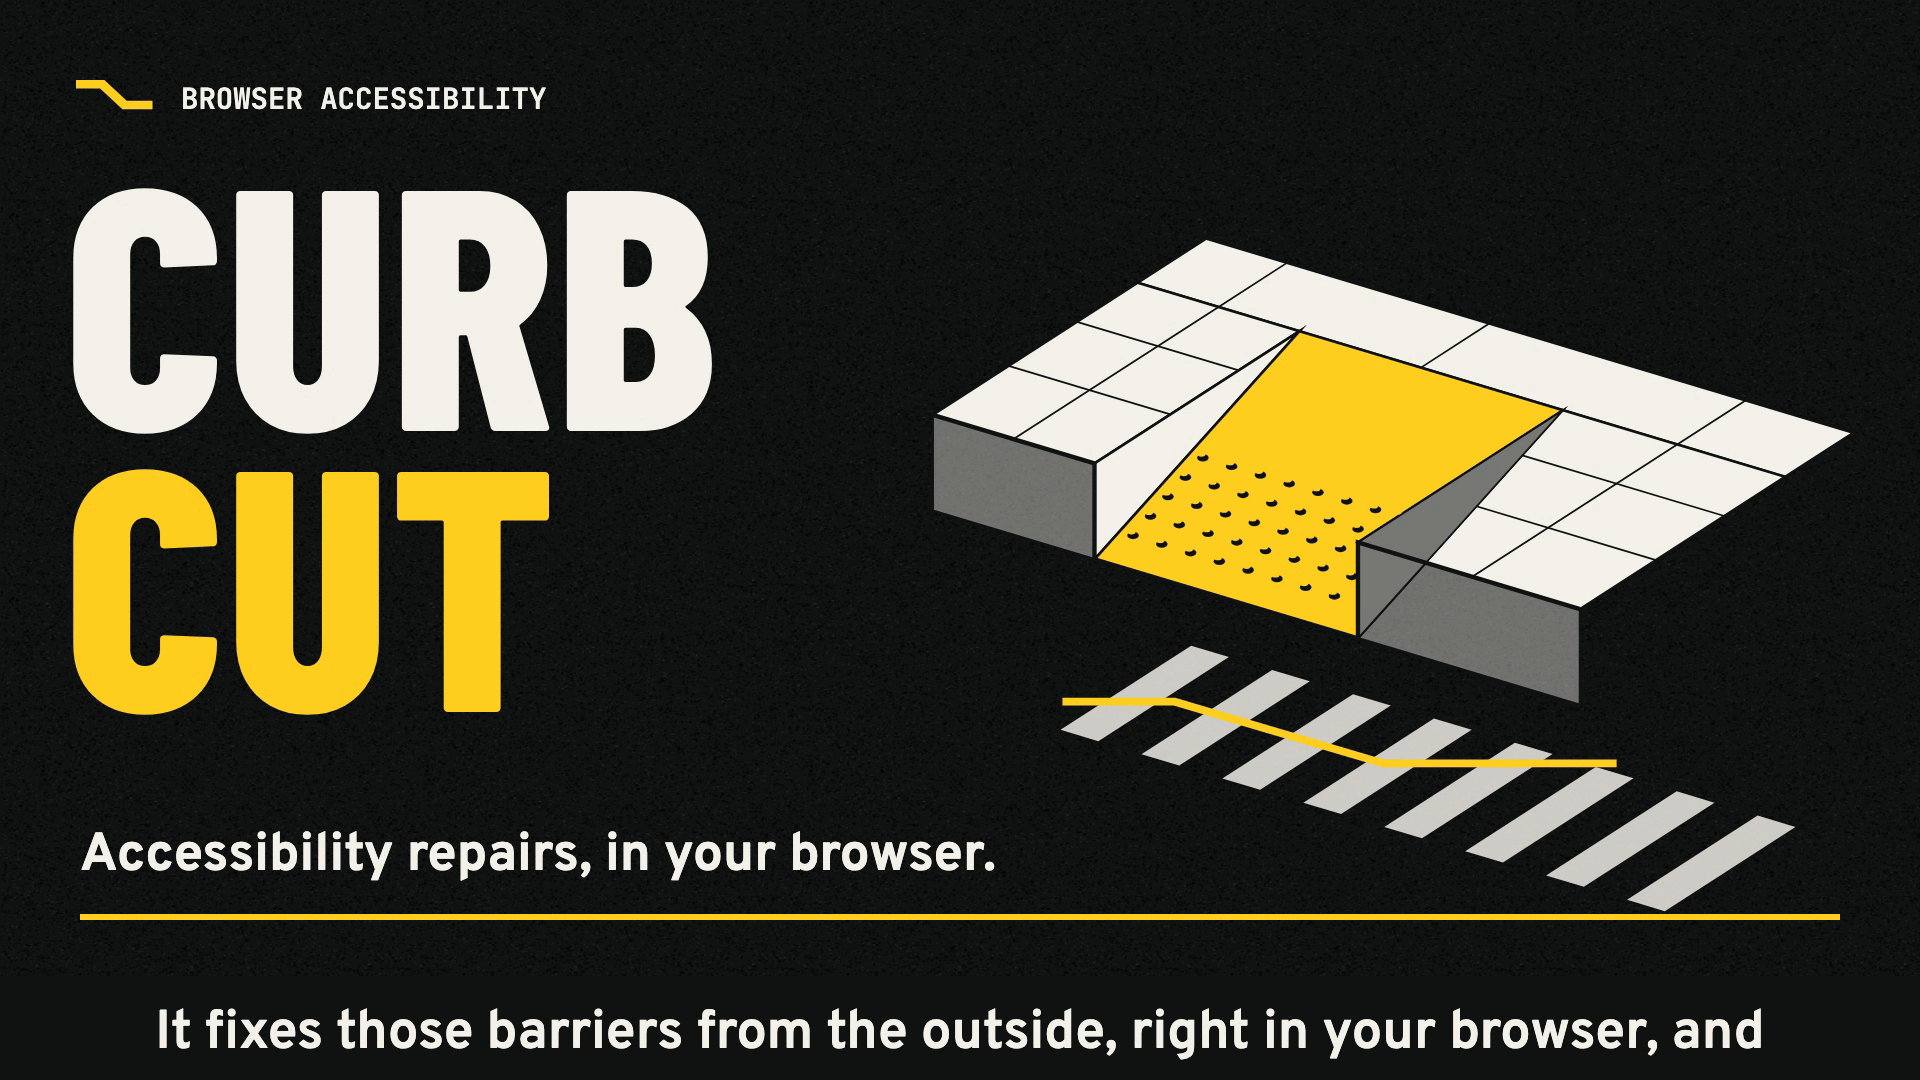 BROWSER ACCESSIBILITY
CURB
CUT
Accessibility repairs, in your browser.
It fixes those barriers from the outside, right in your browser, and